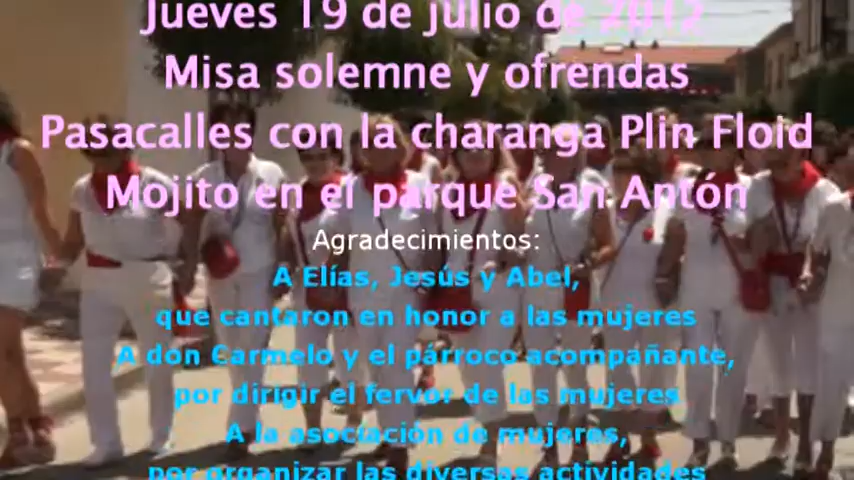 Jueves 19 de julio de 2012
Misa solemne y ofrendas
Pasacalles con la charanga Plin Floid
Mojito en el parque San Antón
Agradecimientos:
A Elías, Jesús y Abel,
que cantaron en honor a las mujeres
A don Carmelo y el párroco acompañante,
por dirigir el fervor de las mujeres
A la asociación de mujeres,
por organizar las diversas actividades